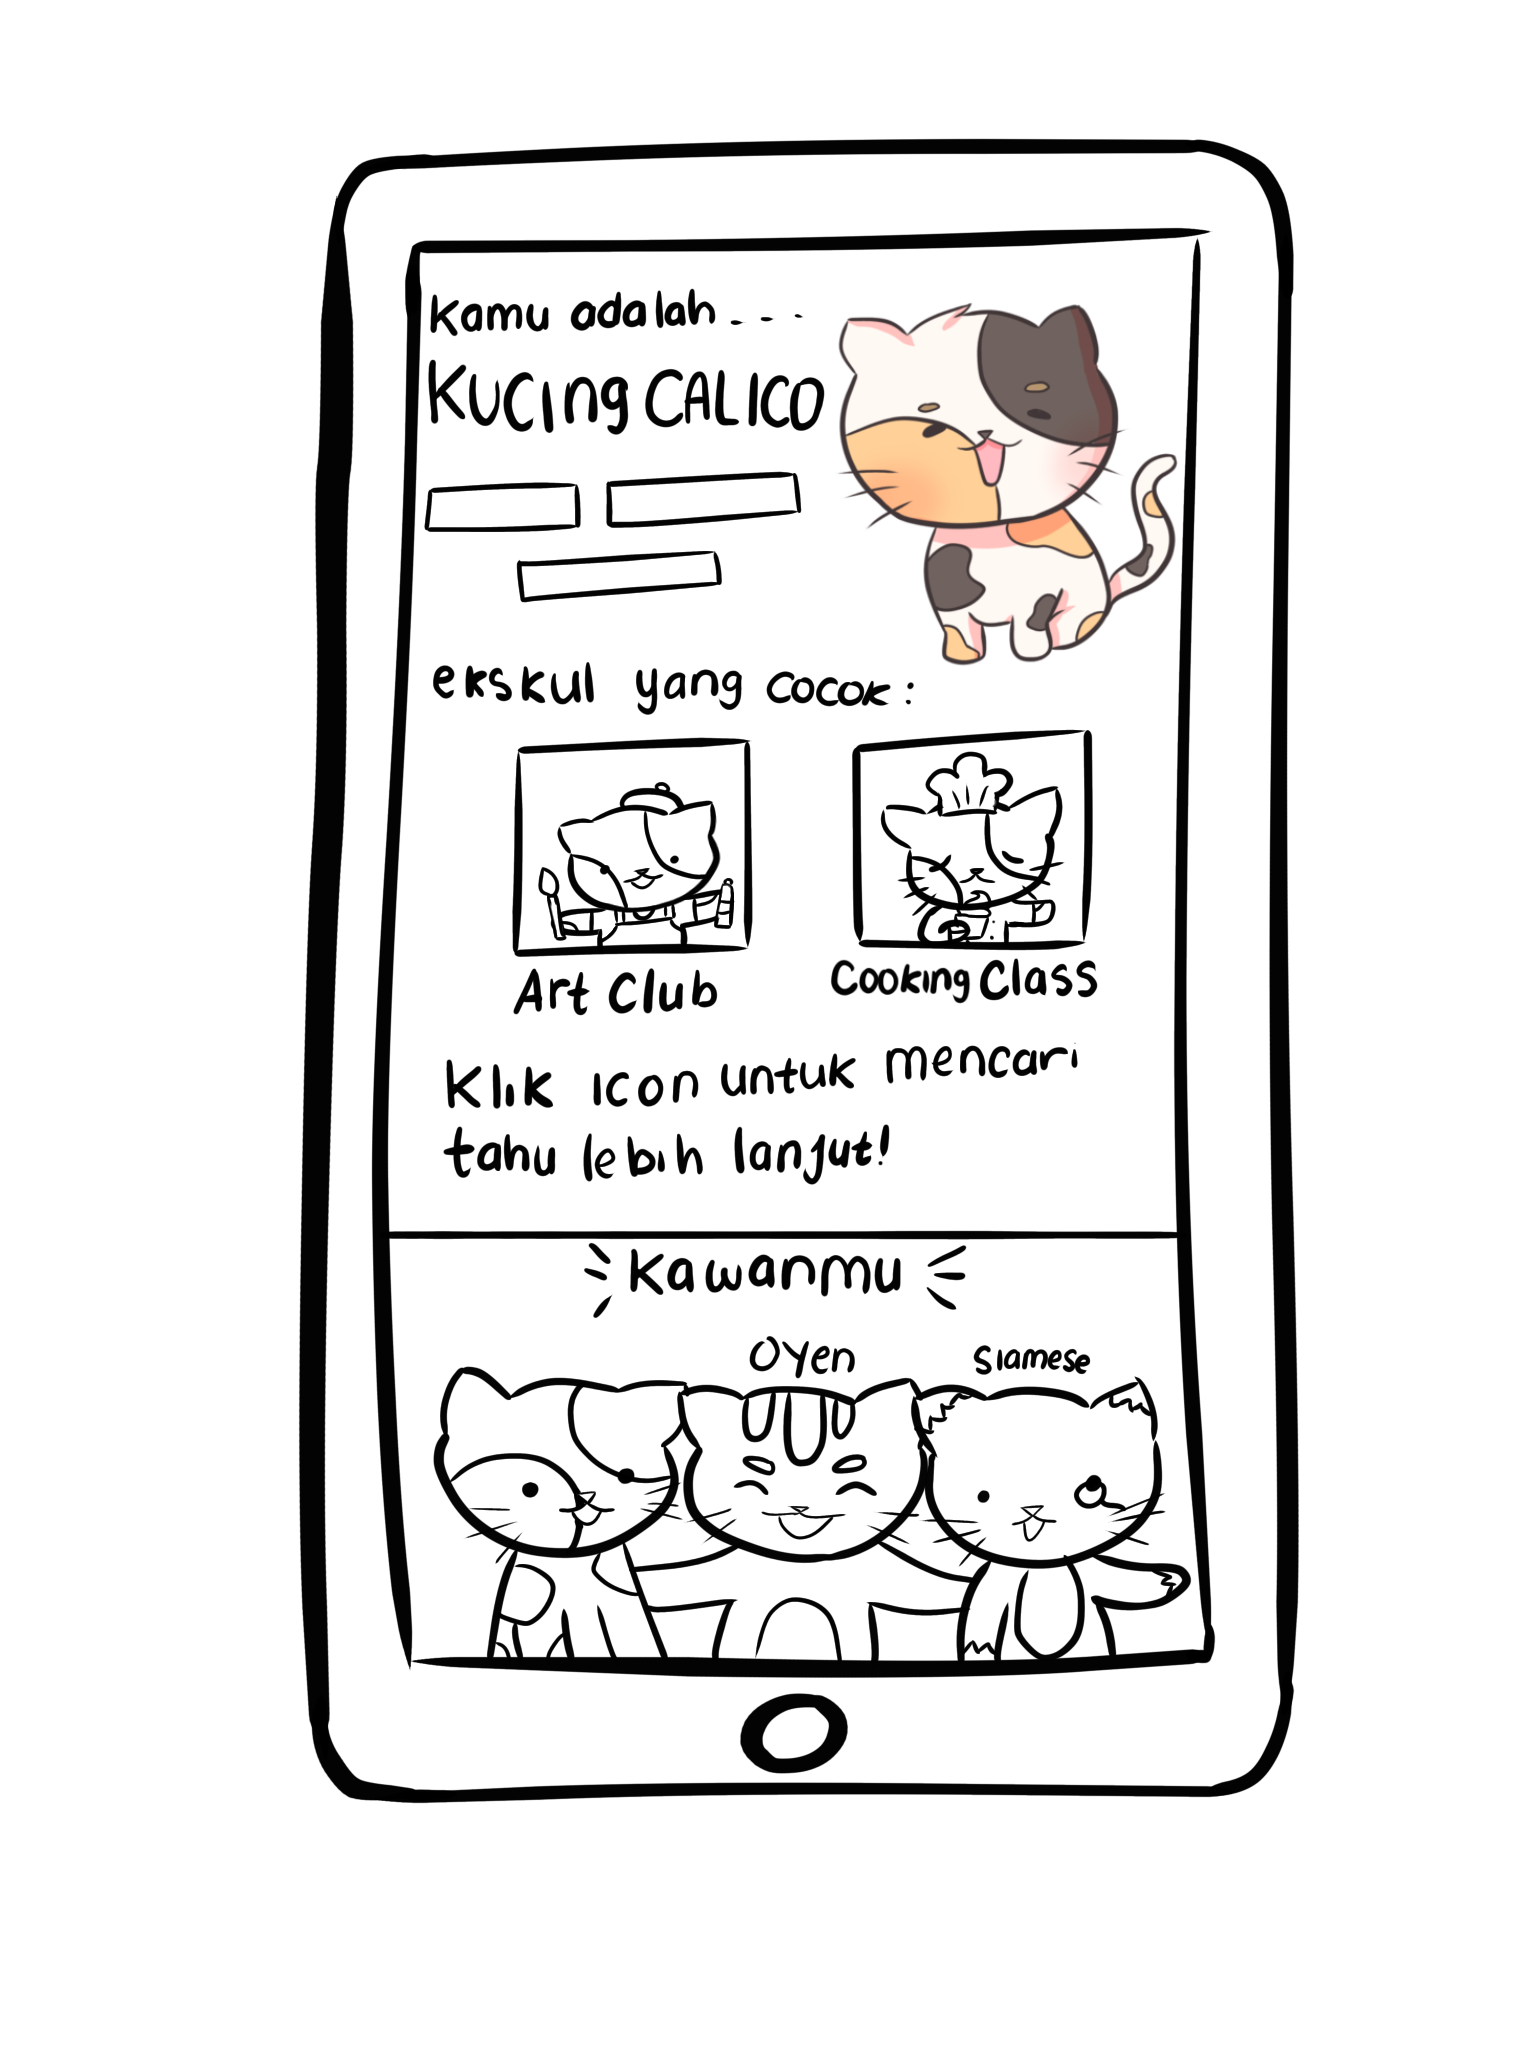 Kamu adalah...
KUCing CALICO
ekskul yang cocok:
Art Club
Cooking Class
Klik icon untuk mencari
tahu lebih lanjut!
Kawanmu
Oyen
Siamese